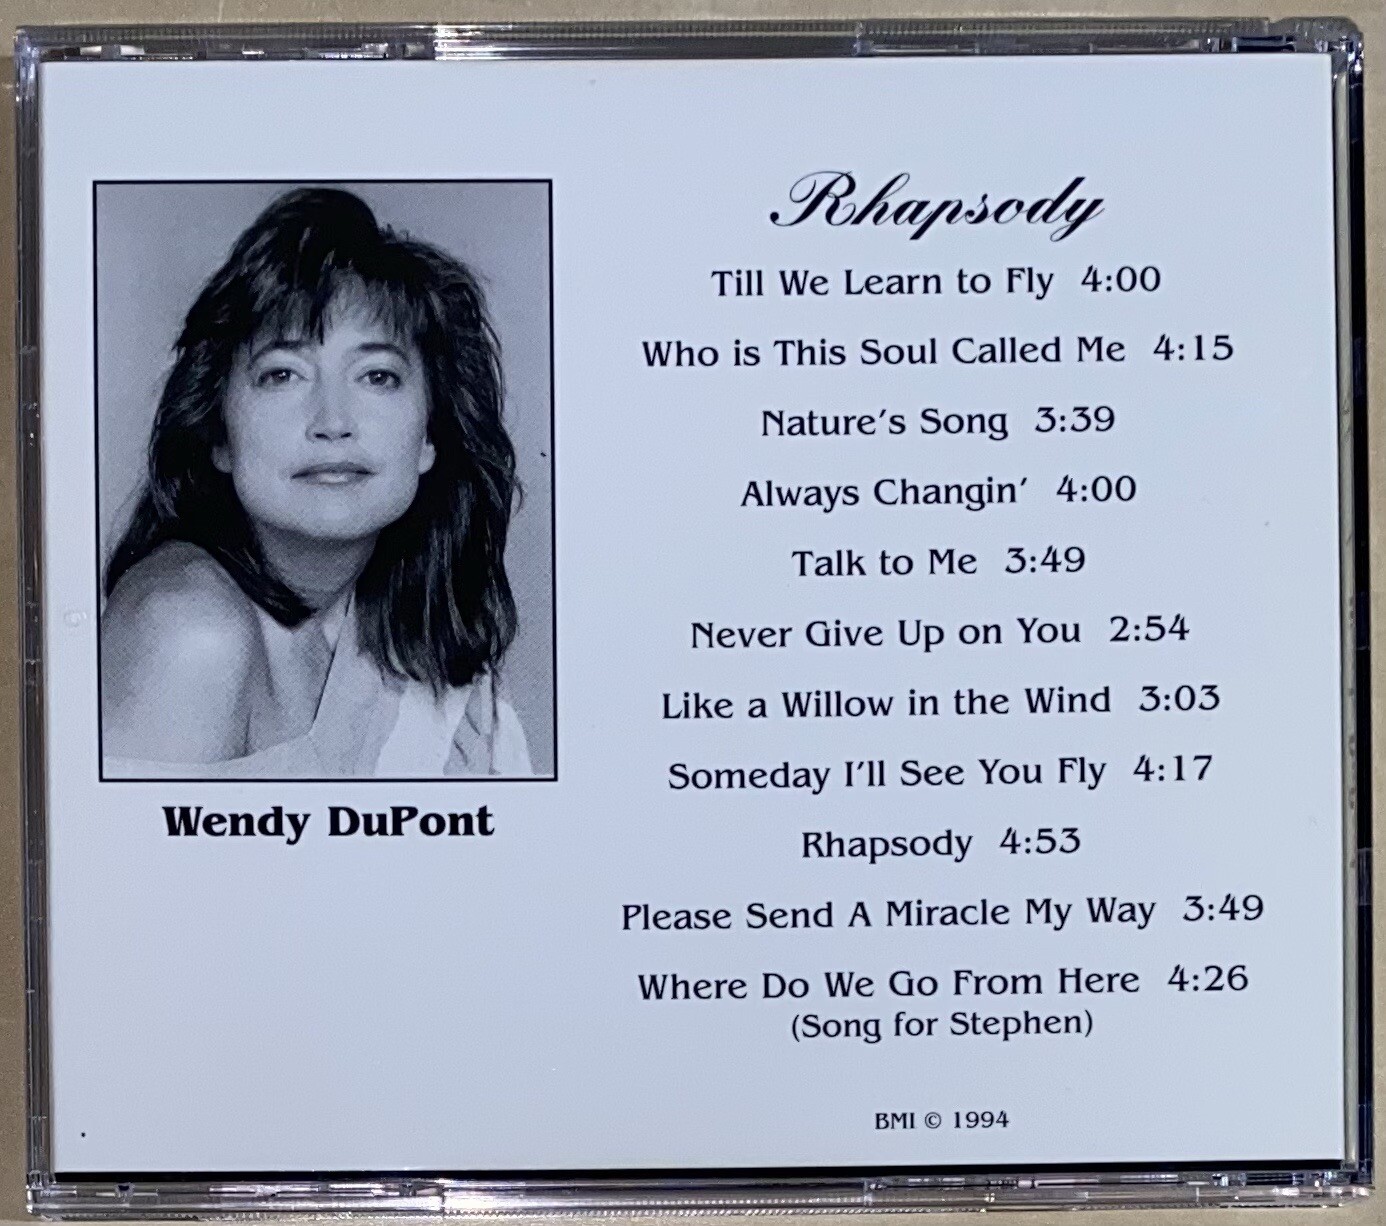 Rhapsody
Till We Learn to Fly 4:00
Who is This Soul Called Me 4:15
Nature's Song 3:39
Always Changin' 4:00
Talk to Me 3:49
Never Give Up on You 2:54
Like a Willow in the Wind 3:03
Someday I'll See You Fly 4:17
Rhapsody 4:53
Please Send A Miracle My Way 3:49
Where Do We Go From Here 4:26
(Song for Stephen)
BMI © 1994
Wendy DuPont